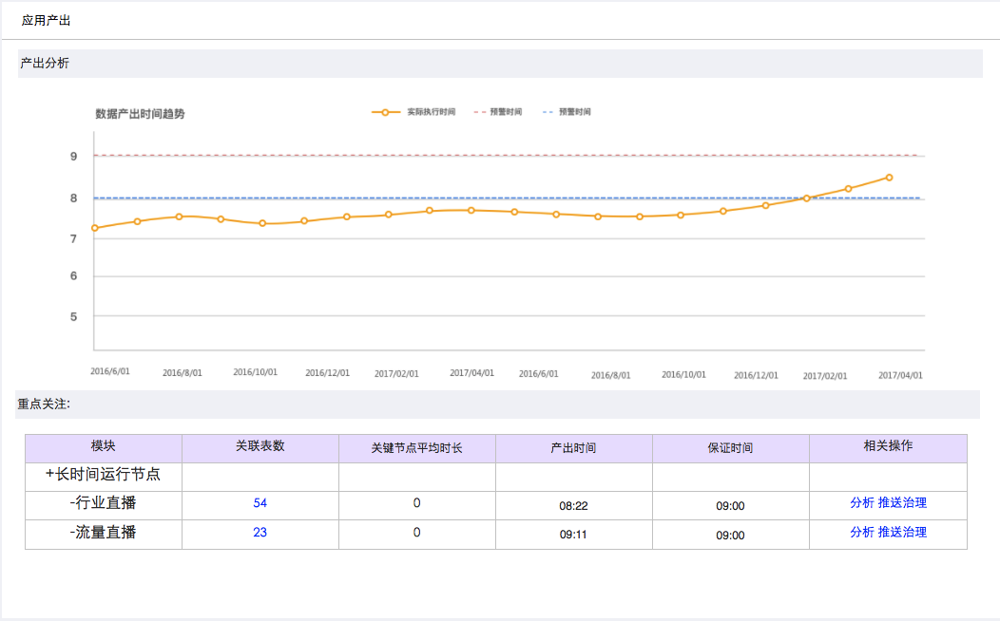 应用产出
产出分析
数据产出时间趋势
实际执行时间 预警时间 预警时间
9
8
7
6
5
2016/6/01 2016/8/01 2016/10/01 2016/12/01 2017/02/01 2017/04/01 2016/6/01 2016/8/01 2016/10/01 2016/12/01 2017/02/01 2017/04/01
重点关注:
模块 关联表数 关键节点平均时长 产出时间 保证时间 相关操作
+长时间运行节点
-行业直播 54 0 08:22 09:00 分析 推送治理
-流量直播 23 0 09:11 09:00 分析 推送治理